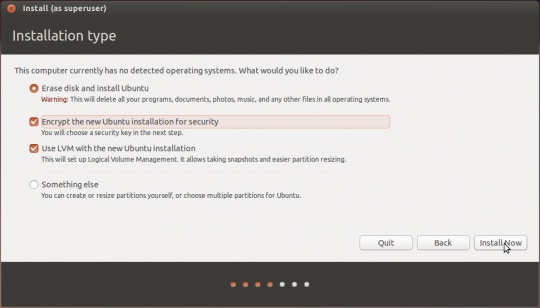 Install (as superuser)
Installation type
This computer currently has no detected operating systems. What would you like to do?
Erase disk and install Ubuntu
Warning: This will delete all your programs, documents, photos, music, and any other files in all operating systems.
Encrypt the new Ubuntu installation for security
You will choose a security key in the next step.
Use LVM with the new Ubuntu installation
This will set up Logical Volume Management. It allows taking snapshots and easier partition resizing.
Something else
You can create or resize partitions yourself, or choose multiple partitions for Ubuntu.
Quit
Back
Install Now